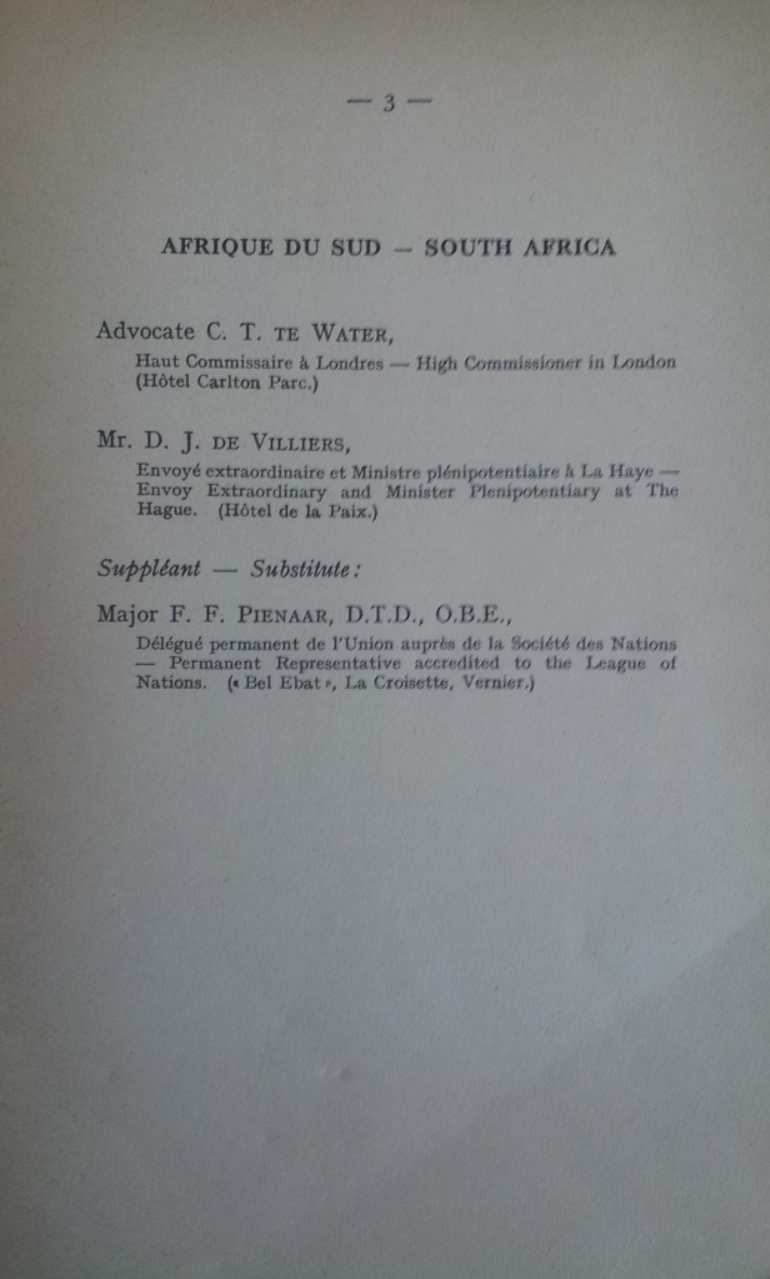 — 3 —
AFRIQUE DU SUD — SOUTH AFRICA
Advocate C. T. TE WATER,
Haut Commissaire à Londres — High Commissioner in London
(Hôtel Carlton Parc.)
Mr. D. J. DE VILLIERS,
Envoyé extraordinaire et Ministre plénipotentiaire à La Haye —
Envoy Extraordinary and Minister Plenipotentiary at The
Hague. (Hôtel de la Paix.)
Suppléant — Substitute :
Major F. F. PIENAAR, D.T.D., O.B.E.,
Délégué permanent de l'Union auprès de la Société des Nations
— Permanent Representative accredited to the League of
Nations. (« Bel Ebat », La Croisette, Vernier.)